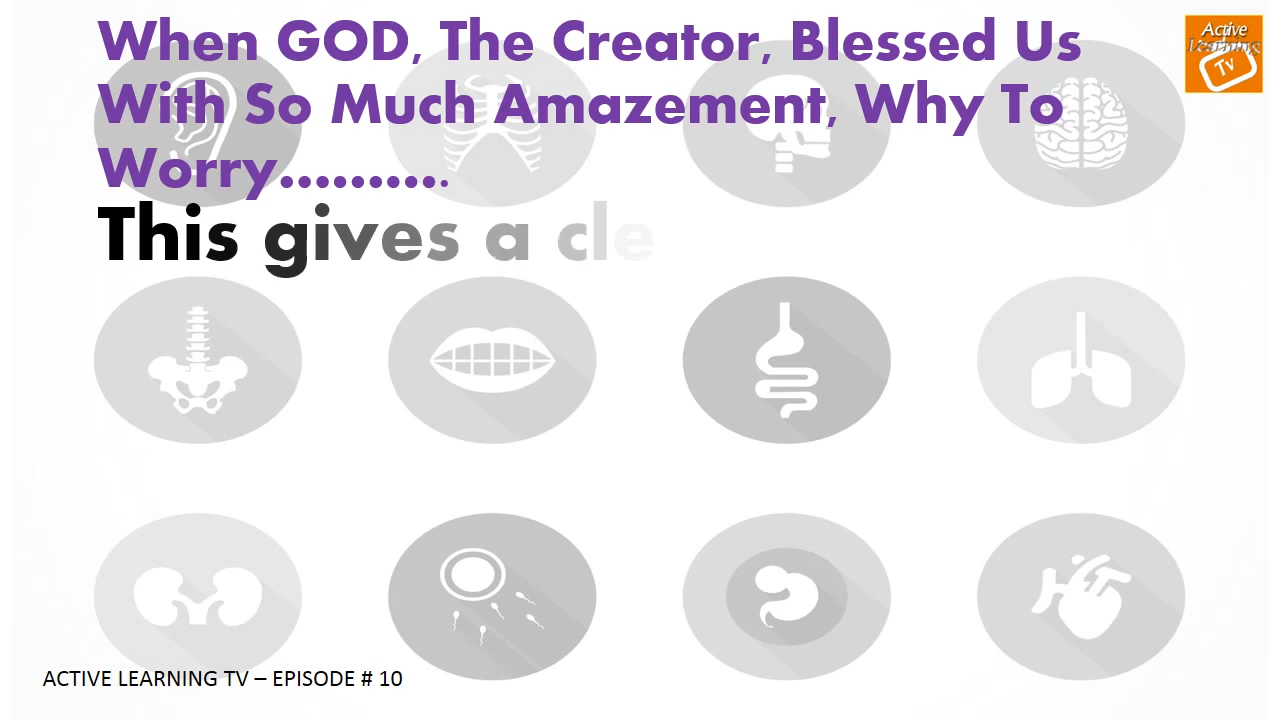 When GOD, The Creator, Blessed Us
With So Much Amazement, Why To
Worry……….
This gives a cle
ACTIVE LEARNING TV – EPISODE # 10
Active
Learning
Tv